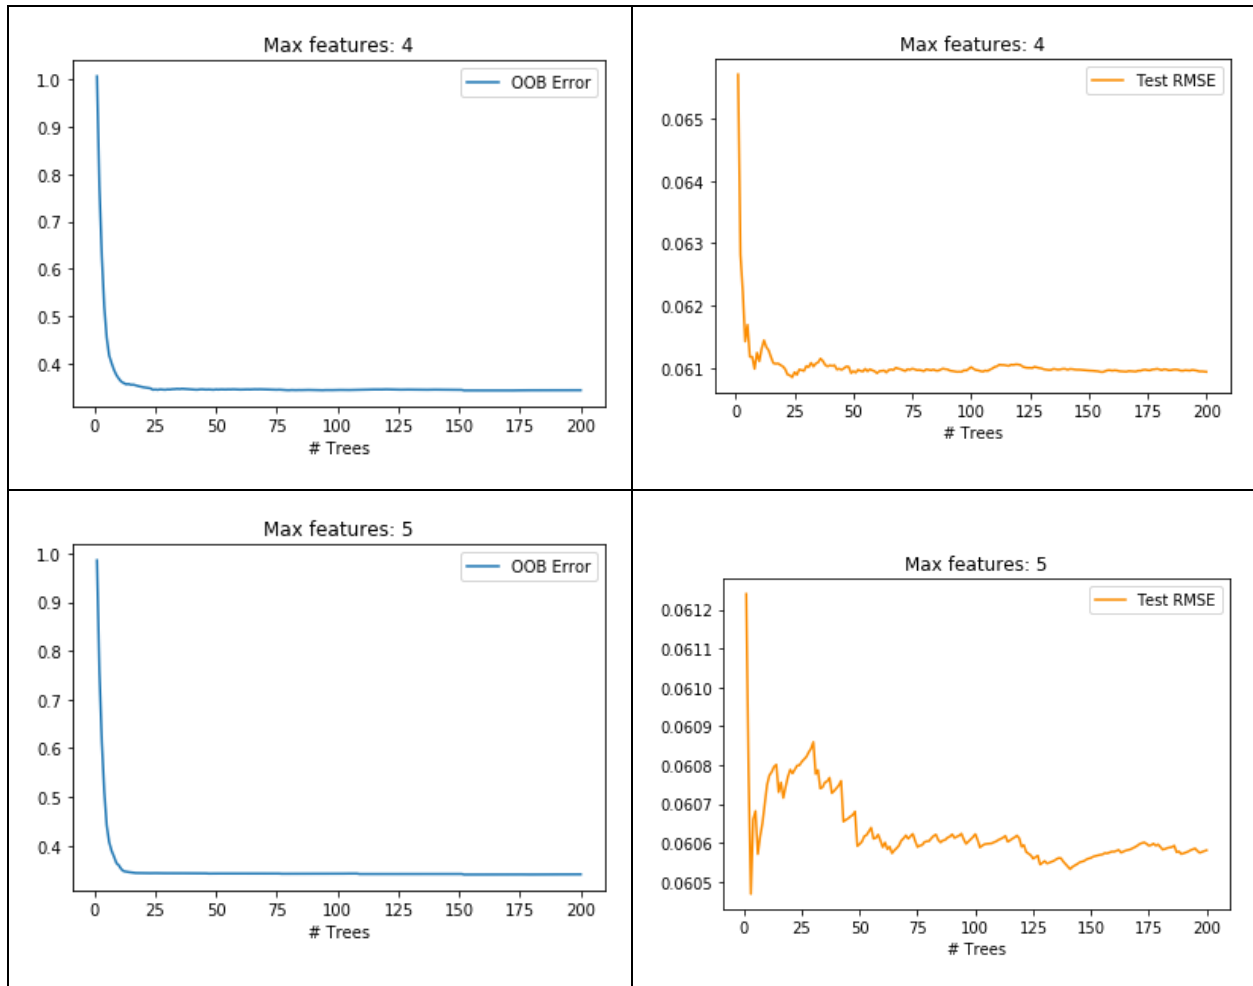 Max features: 4
OOB Error
1.0
0.9
0.8
0.7
0.6
0.5
0.4
0 25 50 75 100 125 150 175 200
# Trees
Max features: 4
Test RMSE
0.065
0.064
0.063
0.062
0.061
0 25 50 75 100 125 150 175 200
# Trees
Max features: 5
OOB Error
1.0
0.9
0.8
0.7
0.6
0.5
0.4
0 25 50 75 100 125 150 175 200
# Trees
Max features: 5
Test RMSE
0.0612
0.0611
0.0610
0.0609
0.0608
0.0607
0.0606
0.0605
0 25 50 75 100 125 150 175 200
# Trees